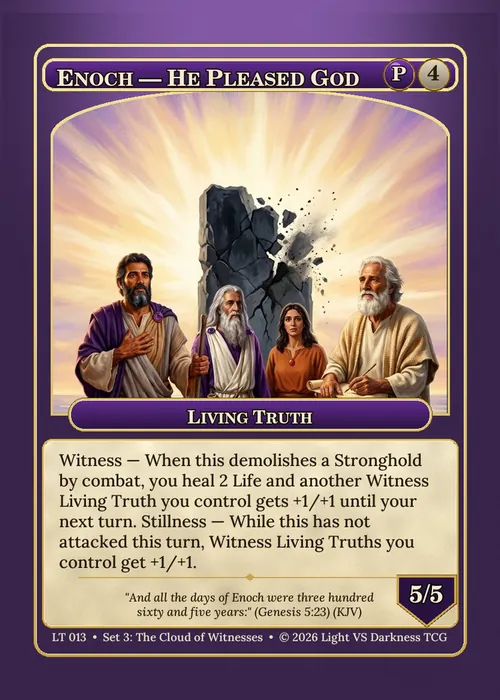 Enoch — He Pleased God P 4
Living Truth
Witness — When this demolishes a Stronghold
by combat, you heal 2 Life and another Witness
Living Truth you control gets +1/+1 until your
next turn. Stillness — While this has not
attacked this turn, Witness Living Truths you
control get +1/+1.
"And all the days of Enoch were three hundred
sixty and five years:" (Genesis 5:23) (KJV)
5/5
LT 013 • Set 3: The Cloud of Witnesses • © 2026 Light VS Darkness TCG